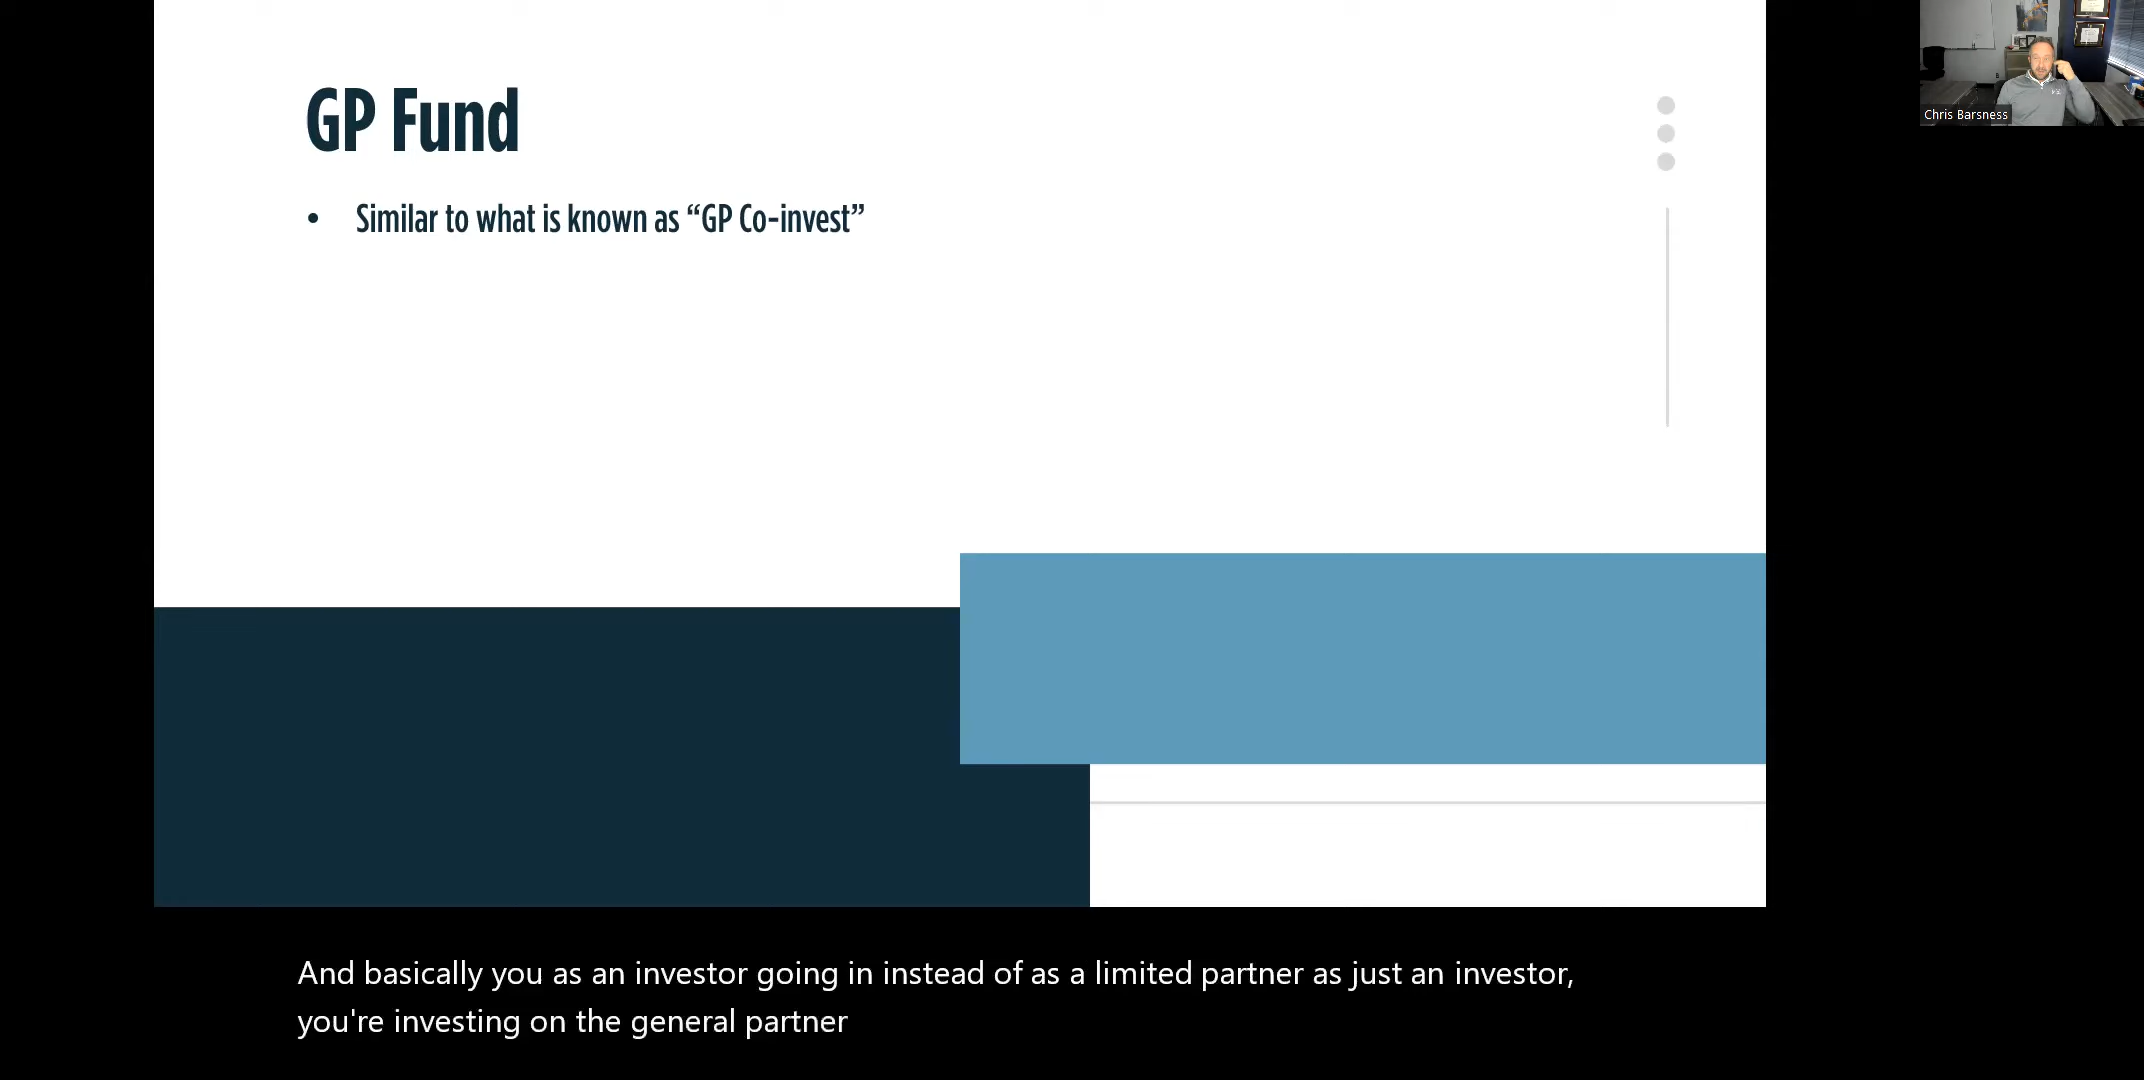 GP Fund
• Similar to what is known as “GP Co-invest”
Chris Barsness
And basically you as an investor going in instead of as a limited partner as just an investor,
you're investing on the general partner